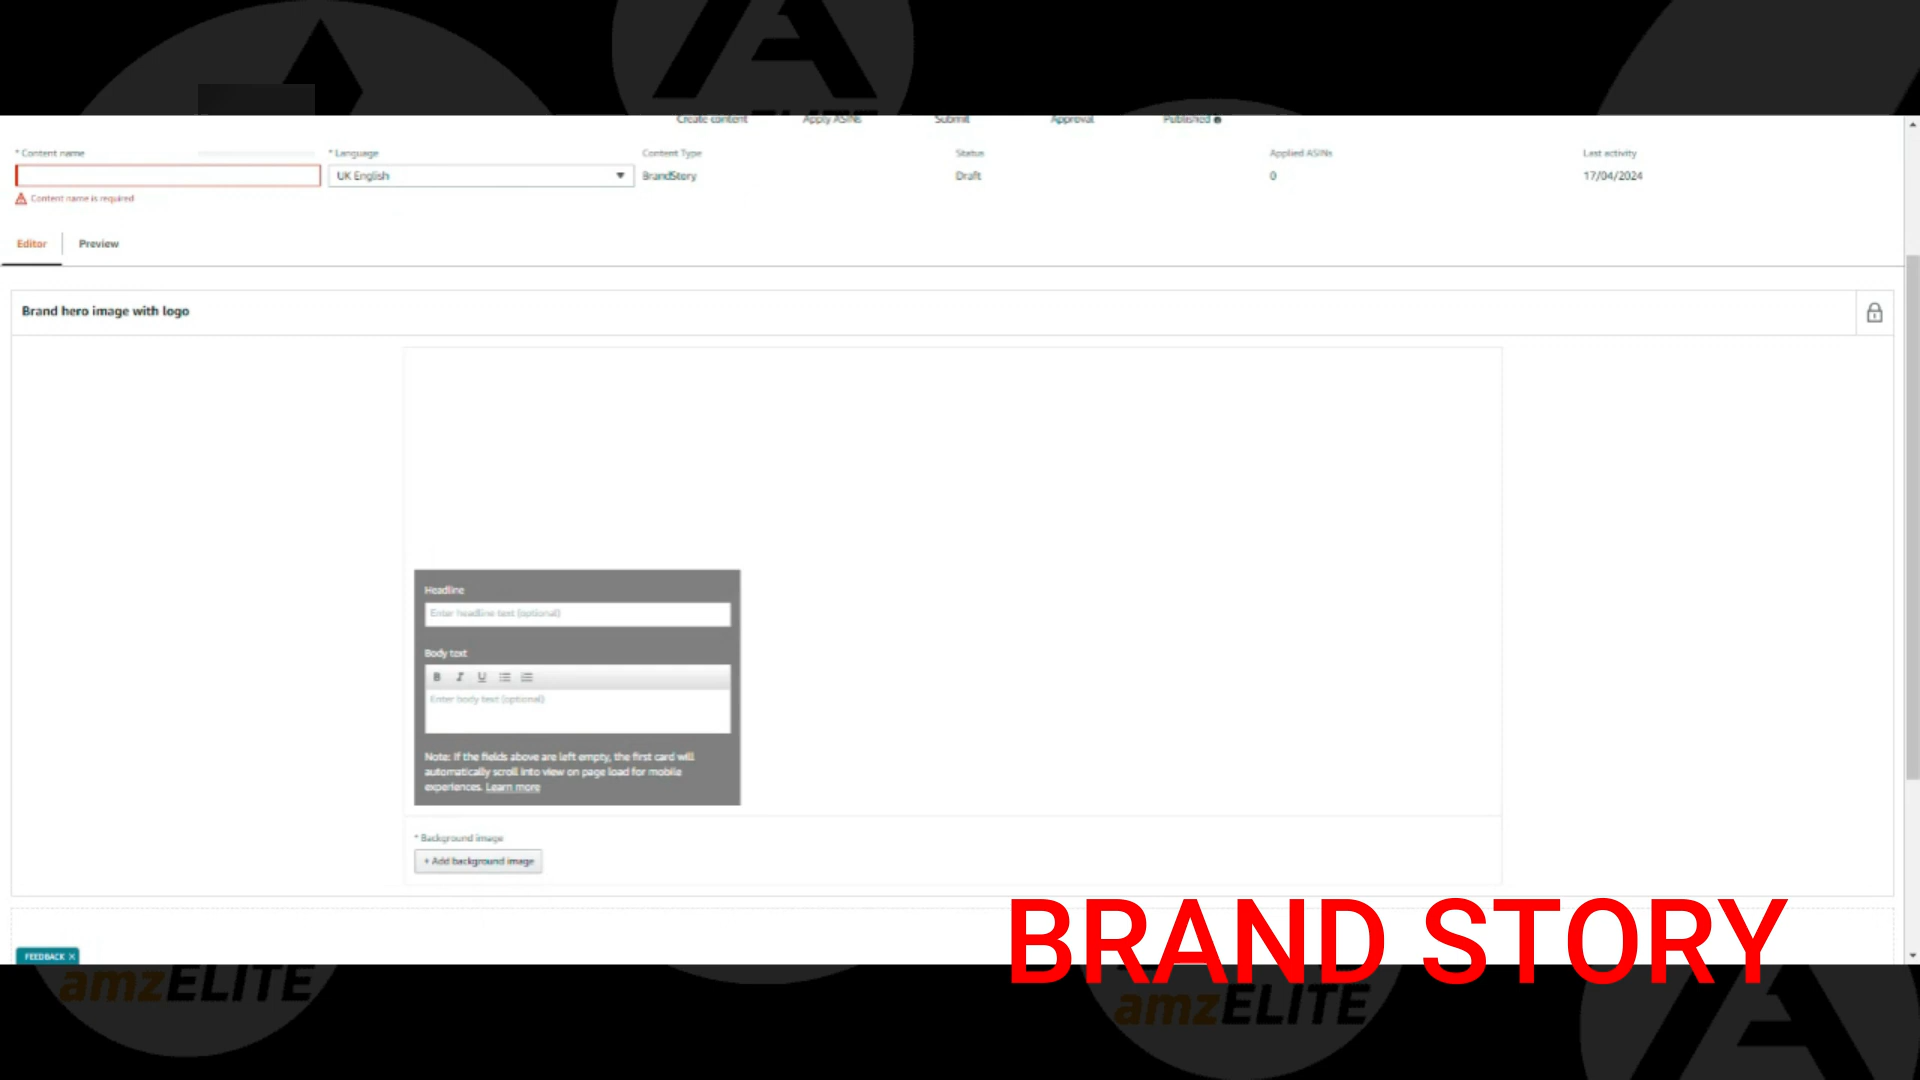 Create content Apply ASINs Submit Approval Published
* Content name * Language Content Type Status Applied ASINs Last activity
UK English BrandStory Draft 0 17/04/2024
Content name is required
Editor Preview
Brand hero image with logo
Headline
Enter headline text (optional)
Body text
B I U
Enter body text (optional)
Note: If the fields above are left empty, the first card will
automatically scroll into view on page load for mobile
experiences. Learn more
* Background image
+ Add background image
BRAND STORY
FEEDBACK X
amzELITE
amzELITE